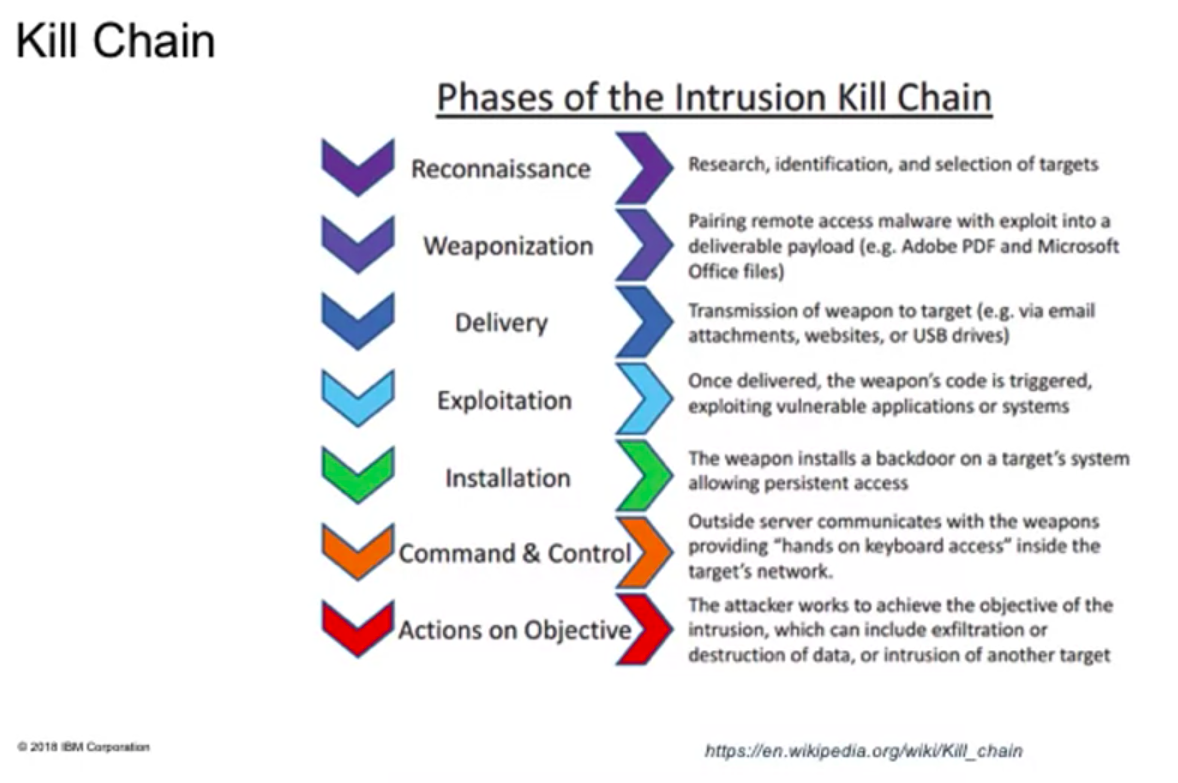 Kill Chain
Phases of the Intrusion Kill Chain
Reconnaissance
Research, identification, and selection of targets
Weaponization
Pairing remote access malware with exploit into a
deliverable payload (e.g. Adobe PDF and Microsoft
Office files)
Delivery
Transmission of weapon to target (e.g. via email
attachments, websites, or USB drives)
Exploitation
Once delivered, the weapon's code is triggered,
exploiting vulnerable applications or systems
Installation
The weapon installs a backdoor on a target's system
allowing persistent access
Command & Control
Outside server communicates with the weapons
providing "hands on keyboard access" inside the
target's network.
Actions on Objective
The attacker works to achieve the objective of the
intrusion, which can include exfiltration or
destruction of data, or intrusion of another target
© 2018 IBM Corporation
https://en.wikipedia.org/wiki/Kill_chain